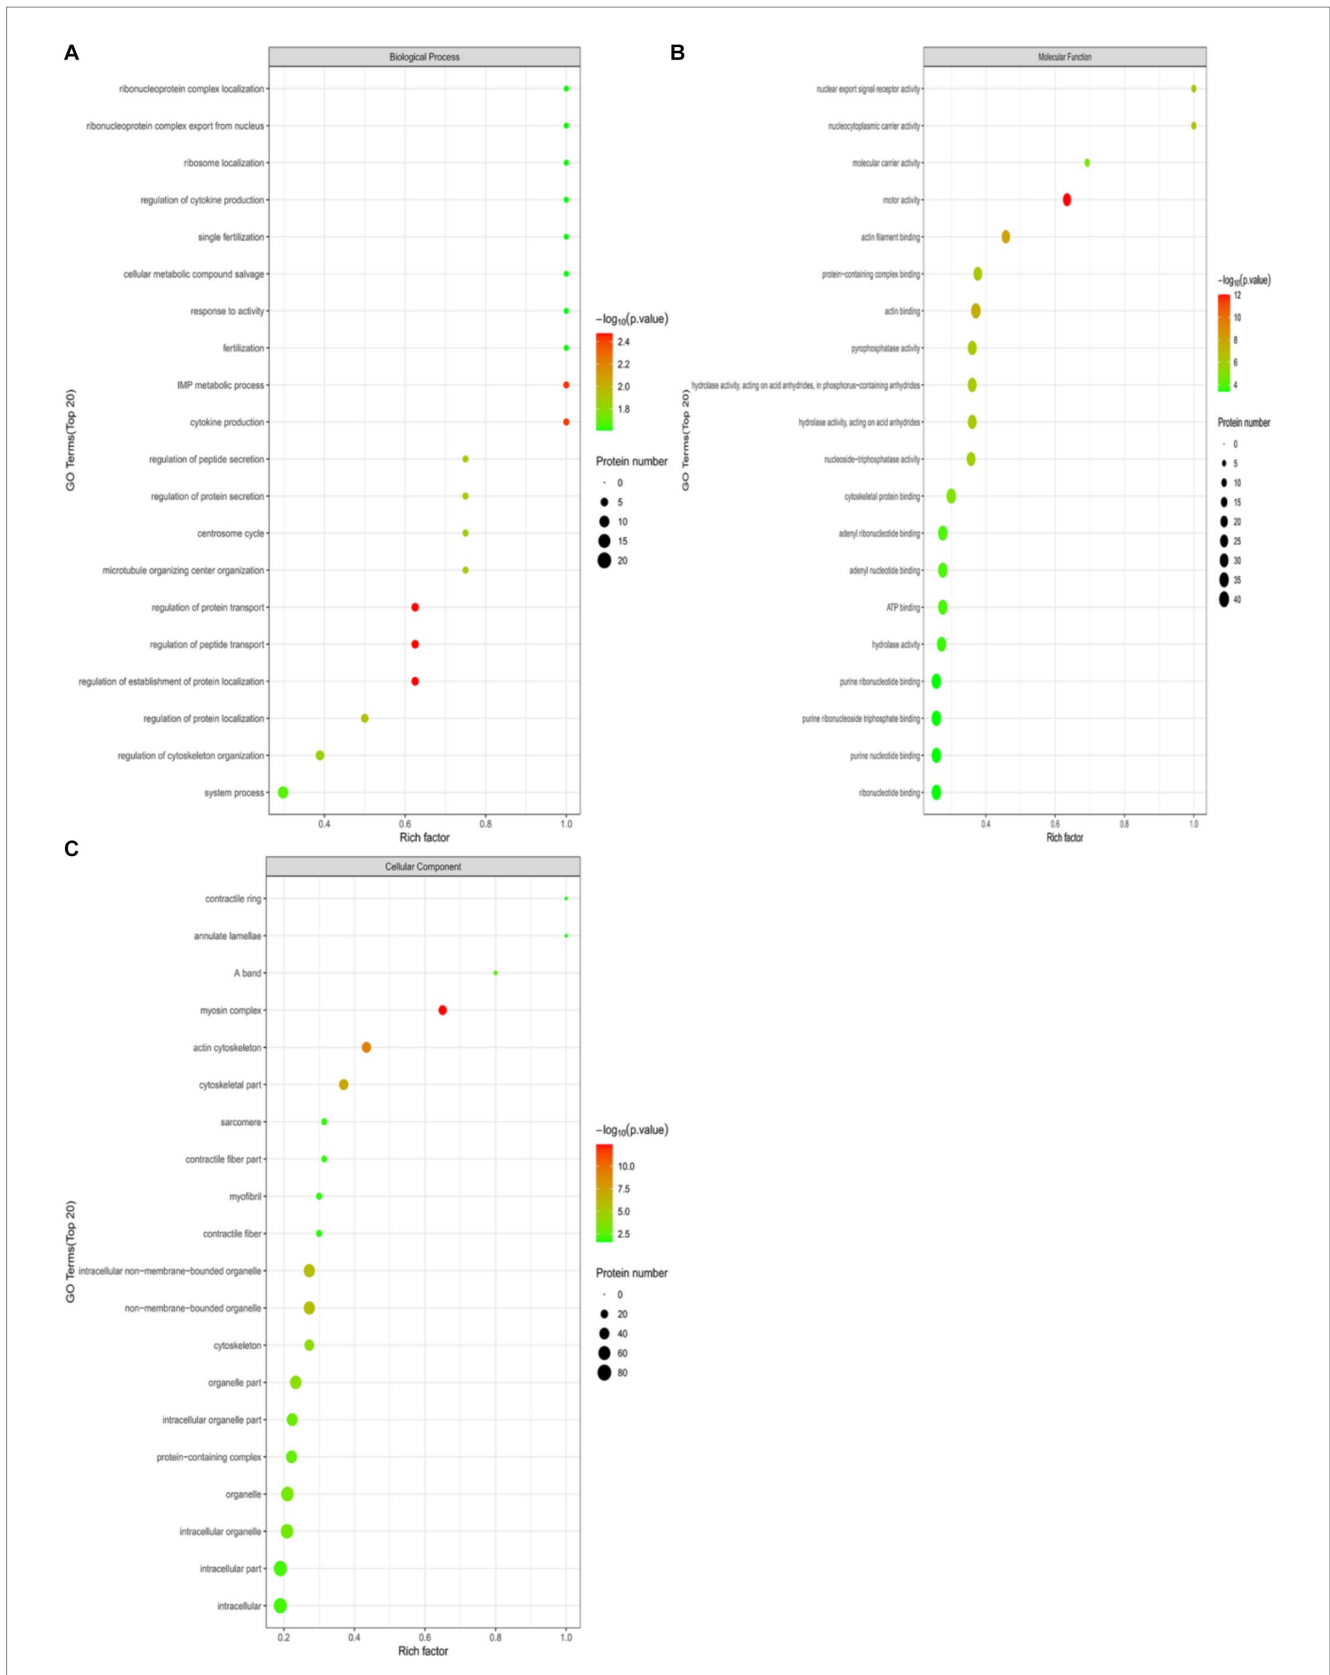 A
Biological Process
ribonucleoprotein complex localization
ribonucleoprotein complex export from nucleus
ribosome localization
regulation of cytokine production
single fertilization
cellular metabolic compound salvage
response to activity
fertilization
IMP metabolic process
cytokine production
regulation of peptide secretion
regulation of protein secretion
centrosome cycle
microtubule organizing center organization
regulation of protein transport
regulation of peptide transport
regulation of establishment of protein localization
regulation of protein localization
regulation of cytoskeleton organization
system process
GO Terms(Top 20)
0.4 0.6 0.8 1.0
Rich factor
−log10(p.value)
2.4
2.2
2.0
1.8
Protein number
0
5
10
15
20
B
Molecular Function
nuclear export signal receptor activity
nucleocytoplasmic carrier activity
molecular carrier activity
motor activity
actin filament binding
protein−containing complex binding
actin binding
pyrophosphatase activity
hydrolase activity, acting on acid anhydrides, in phosphorus−containing anhydrides
hydrolase activity, acting on acid anhydrides
nucleoside−triphosphatase activity
cytoskeletal protein binding
adenyl ribonucleotide binding
adenyl nucleotide binding
ATP binding
hydrolase activity
purine ribonucleotide binding
purine ribonucleoside triphosphate binding
purine nucleotide binding
ribonucleotide binding
GO Terms(Top 20)
0.4 0.6 0.8 1.0
Rich factor
−log10(p.value)
12
10
8
6
4
Protein number
0
5
10
15
20
25
30
35
40
C
Cellular Component
contractile ring
annulate lamellae
A band
myosin complex
actin cytoskeleton
cytoskeletal part
sarcomere
contractile fiber part
myofibril
contractile fiber
intracellular non−membrane−bounded organelle
non−membrane−bounded organelle
cytoskeleton
organelle part
intracellular organelle part
protein−containing complex
organelle
intracellular organelle
intracellular part
intracellular
GO Terms(Top 20)
0.2 0.4 0.6 0.8 1.0
Rich factor
−log10(p.value)
10.0
7.5
5.0
2.5
Protein number
0
20
40
60
80